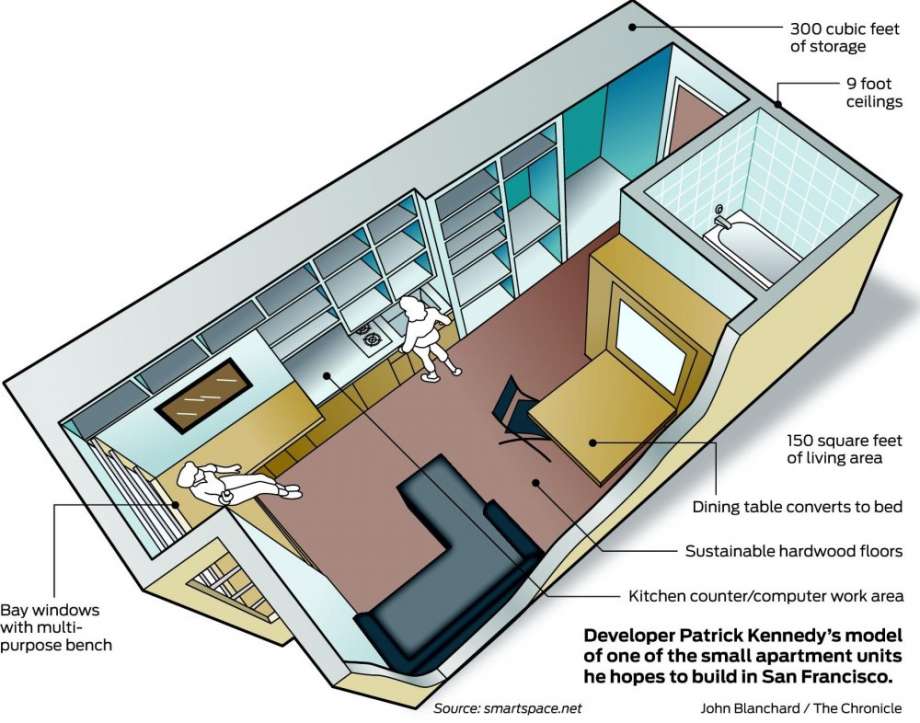 300 cubic feet
of storage
9 foot
ceilings
150 square feet
of living area
Dining table converts to bed
Sustainable hardwood floors
Kitchen counter/computer work area
Bay windows
with multi-
purpose bench
Developer Patrick Kennedy’s model
of one of the small apartment units
he hopes to build in San Francisco.
Source: smartspace.net
John Blanchard / The Chronicle